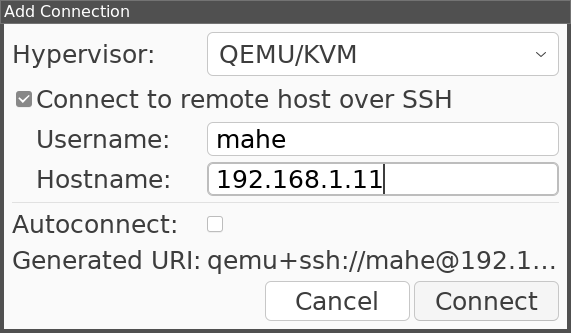 Add Connection
Hypervisor: QEMU/KVM
Connect to remote host over SSH
Username: mahe
Hostname: 192.168.1.11
Autoconnect:
Generated URI: qemu+ssh://mahe@192.1...
Cancel Connect